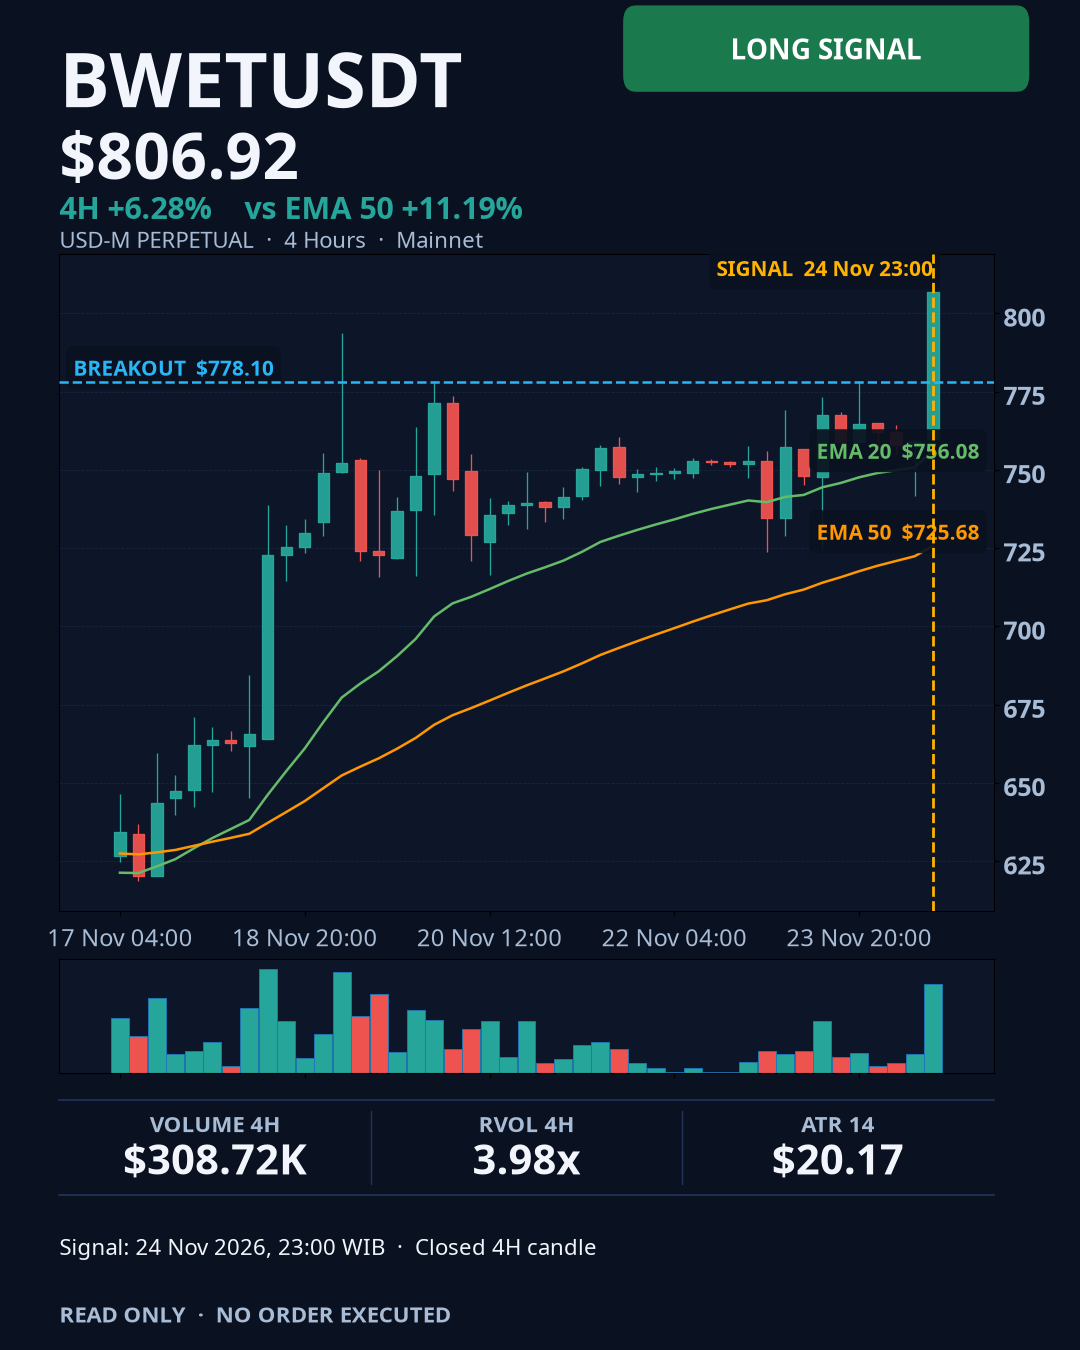 LONG SIGNAL
BWETUSDT
$806.92
4H +6.28%    vs EMA 50 +11.19%
USD-M PERPETUAL  ·  4 Hours  ·  Mainnet
SIGNAL  24 Nov 23:00
800
BREAKOUT  $778.10
775
EMA 20  $756.08
750
EMA 50  $725.68
725
700
675
650
625
17 Nov 04:00    18 Nov 20:00    20 Nov 12:00    22 Nov 04:00    23 Nov 20:00
VOLUME 4H    RVOL 4H    ATR 14
$308.72K    3.98x    $20.17
Signal: 24 Nov 2026, 23:00 WIB  ·  Closed 4H candle
READ ONLY  ·  NO ORDER EXECUTED